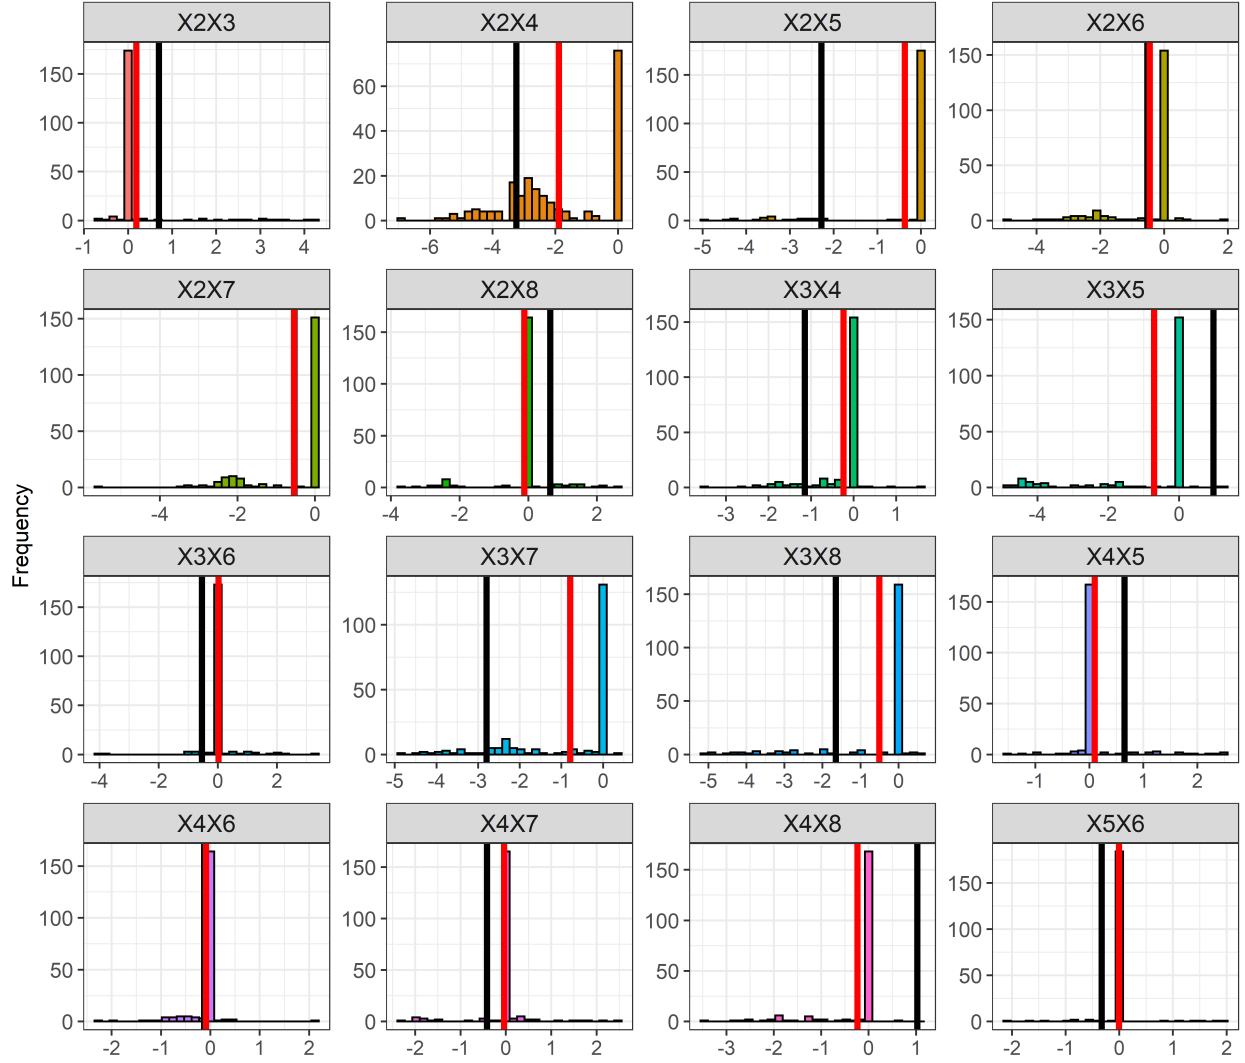 X2X3 X2X4 X2X5 X2X6
150 100 50 0
60 40 20 0
150 100 50 0
150 100 50 0
-1 0 1 2 3 4
-6 -4 -2 0
-5 -4 -3 -2 -1 0
-4 -2 0 2
X2X7 X2X8 X3X4 X3X5
150 100 50 0
150 100 50 0
150 100 50 0
150 100 50 0
-4 -2 0
-4 -2 0 2
-3 -2 -1 0 1
-4 -2 0
Frequency
X3X6 X3X7 X3X8 X4X5
150 100 50 0
100 50 0
150 100 50 0
150 100 50 0
-4 -2 0 2
-5 -4 -3 -2 -1 0
-5 -4 -3 -2 -1 0
-1 0 1 2
X4X6 X4X7 X4X8 X5X6
150 100 50 0
150 100 50 0
150 100 50 0
150 100 50 0
-2 -1 0 1 2
-2 -1 0 1 2
-3 -2 -1 0 1
-2 -1 0 1 2